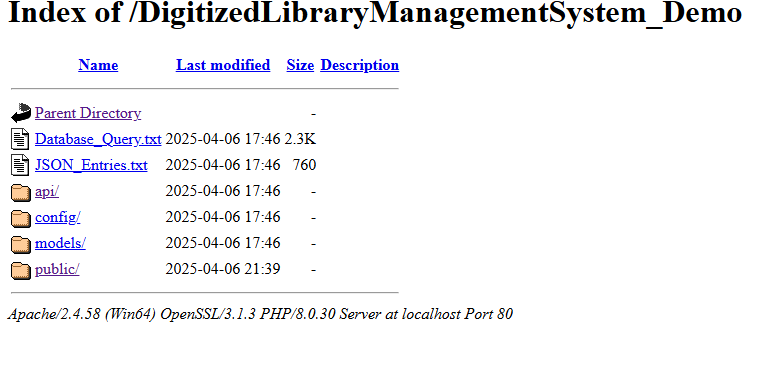 Index of /DigitizedLibraryManagementSystem_Demo
Name Last modified Size Description
Parent Directory -
Database_Query.txt 2025-04-06 17:46 2.3K
JSON_Entries.txt 2025-04-06 17:46 760
api/ 2025-04-06 17:46 -
config/ 2025-04-06 17:46 -
models/ 2025-04-06 17:46 -
public/ 2025-04-06 21:39 -
Apache/2.4.58 (Win64) OpenSSL/3.1.3 PHP/8.0.30 Server at localhost Port 80